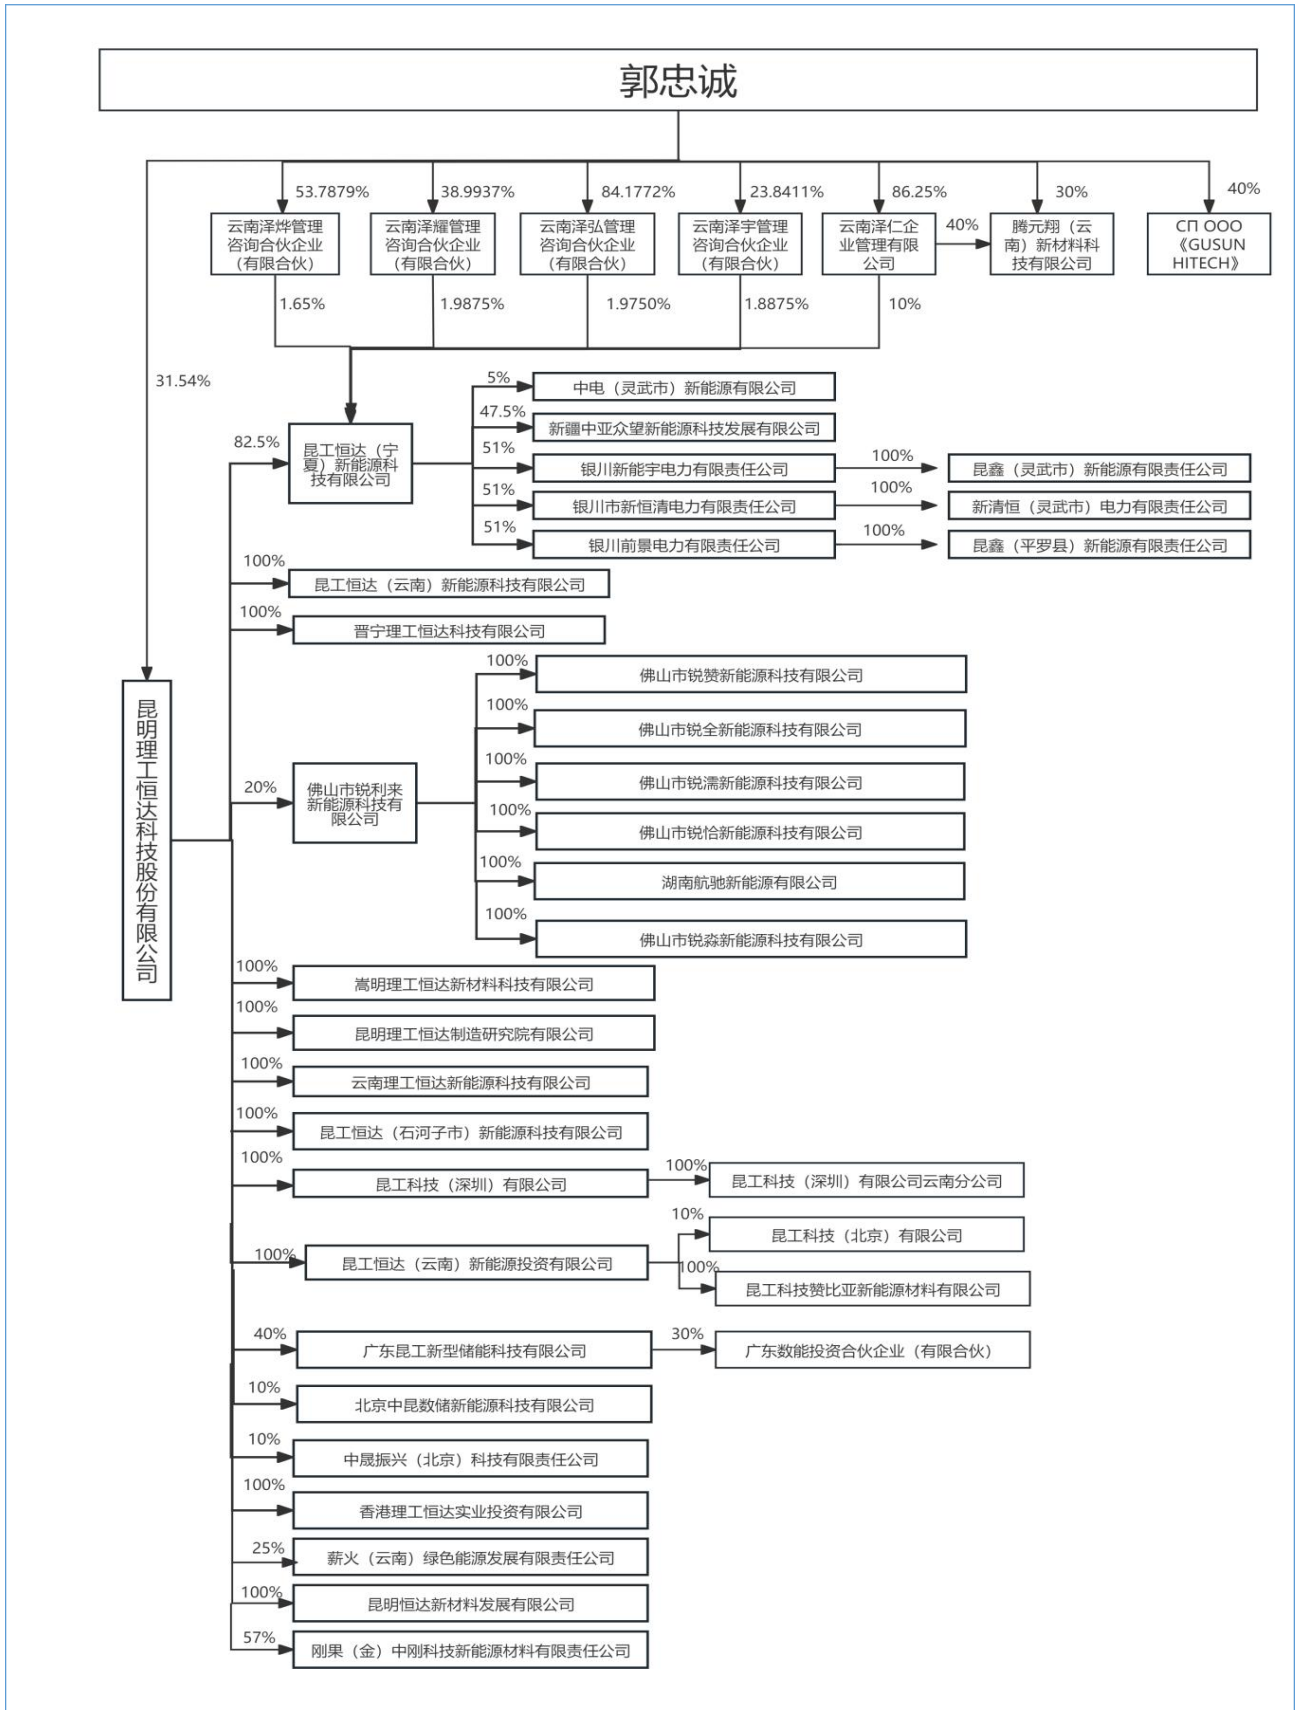 郭忠诚
53.7879%
38.9937%
84.1772%
23.8411%
86.25%
30%
40%
云南泽烨管理
咨询合伙企业
（有限合伙）
云南泽耀管理
咨询合伙企业
（有限合伙）
云南泽弘管理
咨询合伙企业
（有限合伙）
云南泽宇管理
咨询合伙企业
（有限合伙）
云南泽仁企
业管理有限
公司
40%
腾元翔（云
南）新材料科
技有限公司
СП ООО
《GUSUN
HITECH》
1.65%
1.9875%
1.9750%
1.8875%
10%
31.54%
82.5%
昆工恒达（宁
夏）新能源科
技有限公司
5%
中电（灵武市）新能源有限公司
47.5%
新疆中亚众望新能源科技发展有限公司
51%
银川新能宇电力有限责任公司
100%
昆鑫（灵武市）新能源有限责任公司
51%
银川市新恒清电力有限责任公司
100%
新清恒（灵武市）电力有限责任公司
51%
银川前景电力有限责任公司
100%
昆鑫（平罗县）新能源有限责任公司
100%
昆工恒达（云南）新能源科技有限公司
100%
晋宁理工恒达科技有限公司
昆明理工恒达科技股份有限公司
20%
佛山市锐利来
新能源科技有
限公司
100%
佛山市锐赞新能源科技有限公司
100%
佛山市锐全新能源科技有限公司
100%
佛山市锐濡新能源科技有限公司
100%
佛山市锐恰新能源科技有限公司
100%
湖南航驰新能源有限公司
100%
佛山市锐淼新能源科技有限公司
100%
嵩明理工恒达新材料科技有限公司
100%
昆明理工恒达制造研究院有限公司
100%
云南理工恒达新能源科技有限公司
100%
昆工恒达（石河子市）新能源科技有限公司
100%
昆工科技（深圳）有限公司
100%
昆工科技（深圳）有限公司云南分公司
100%
昆工恒达（云南）新能源投资有限公司
10%
昆工科技（北京）有限公司
100%
昆工科技赞比亚新能源材料有限公司
40%
广东昆工新型储能科技有限公司
30%
广东数能投资合伙企业（有限合伙）
10%
北京中昆数储新能源科技有限公司
10%
中晟振兴（北京）科技有限责任公司
100%
香港理工恒达实业投资有限公司
25%
薪火（云南）绿色能源发展有限责任公司
100%
昆明恒达新材料发展有限公司
57%
刚果（金）中刚科技新能源材料有限责任公司